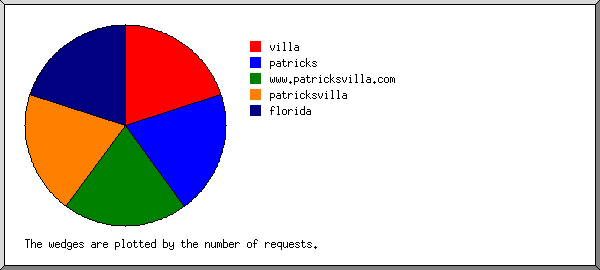 villa
patricks
www.patricksvilla.com
patricksvilla
florida
The wedges are plotted by the number of requests.